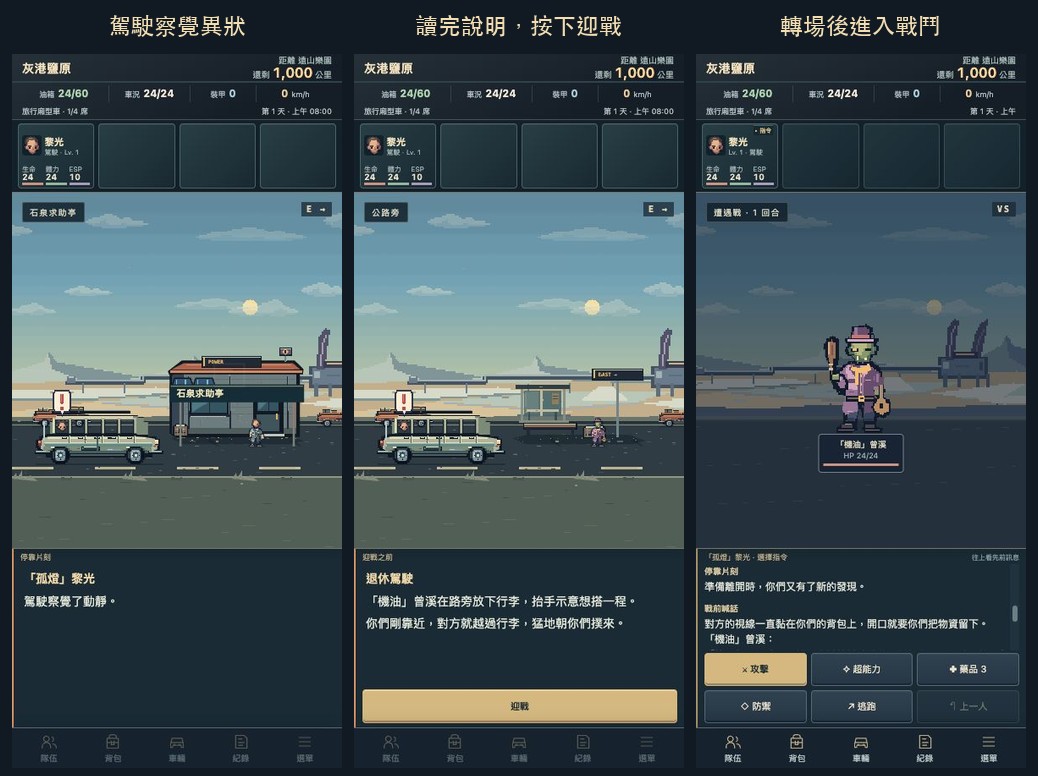 駕駛察覺異狀
灰港鹽原
距離 遠山樂園
還剩 1,000 公里
油箱 24/60 車況 24/24 裝甲 0 0 km/h
旅行廂型車 · 1/4 席 第 1 天 · 上午 08:00
黎光
駕駛 · Lv. 1
生命 體力 ESP
24 24 10
石泉求助亭
E →
POWER
石泉求助亭
!
停靠片刻
「孤燈」黎光
駕駛察覺了動靜。
隊伍 背包 車輛 紀錄 選單
讀完說明，按下迎戰
灰港鹽原
距離 遠山樂園
還剩 1,000 公里
油箱 24/60 車況 24/24 裝甲 0 0 km/h
旅行廂型車 · 1/4 席 第 1 天 · 上午 08:00
黎光
駕駛 · Lv. 1
生命 體力 ESP
24 24 10
公路旁
E →
EAST →
!
迎戰之前
退休駕駛
「機油」曾溪在路旁放下行李，抬手示意想搭一程。
你們剛靠近，對方就越過行李，猛地朝你們撲來。
迎戰
隊伍 背包 車輛 紀錄 選單
轉場後進入戰鬥
灰港鹽原
距離 遠山樂園
還剩 1,000 公里
油箱 24/60 車況 24/24 裝甲 0 0 km/h
旅行廂型車 · 1/4 席 第 1 天 · 上午
· 指令
黎光
Lv. 1 · 駕駛
生命 體力 ESP
24 24 10
遭遇戰 · 1 回合
VS
「機油」曾溪
HP 24/24
「孤燈」黎光 · 選擇指令 往上看先前訊息
停靠片刻
準備離開時，你們又有了新的發現。
戰前喊話
對方的視線一直黏在你們的背包上，開口就要你們把物資留下。
「機油」曾溪：
攻擊 超能力 藥品 3
防禦 逃跑 上一人
隊伍 背包 車輛 紀錄 選單